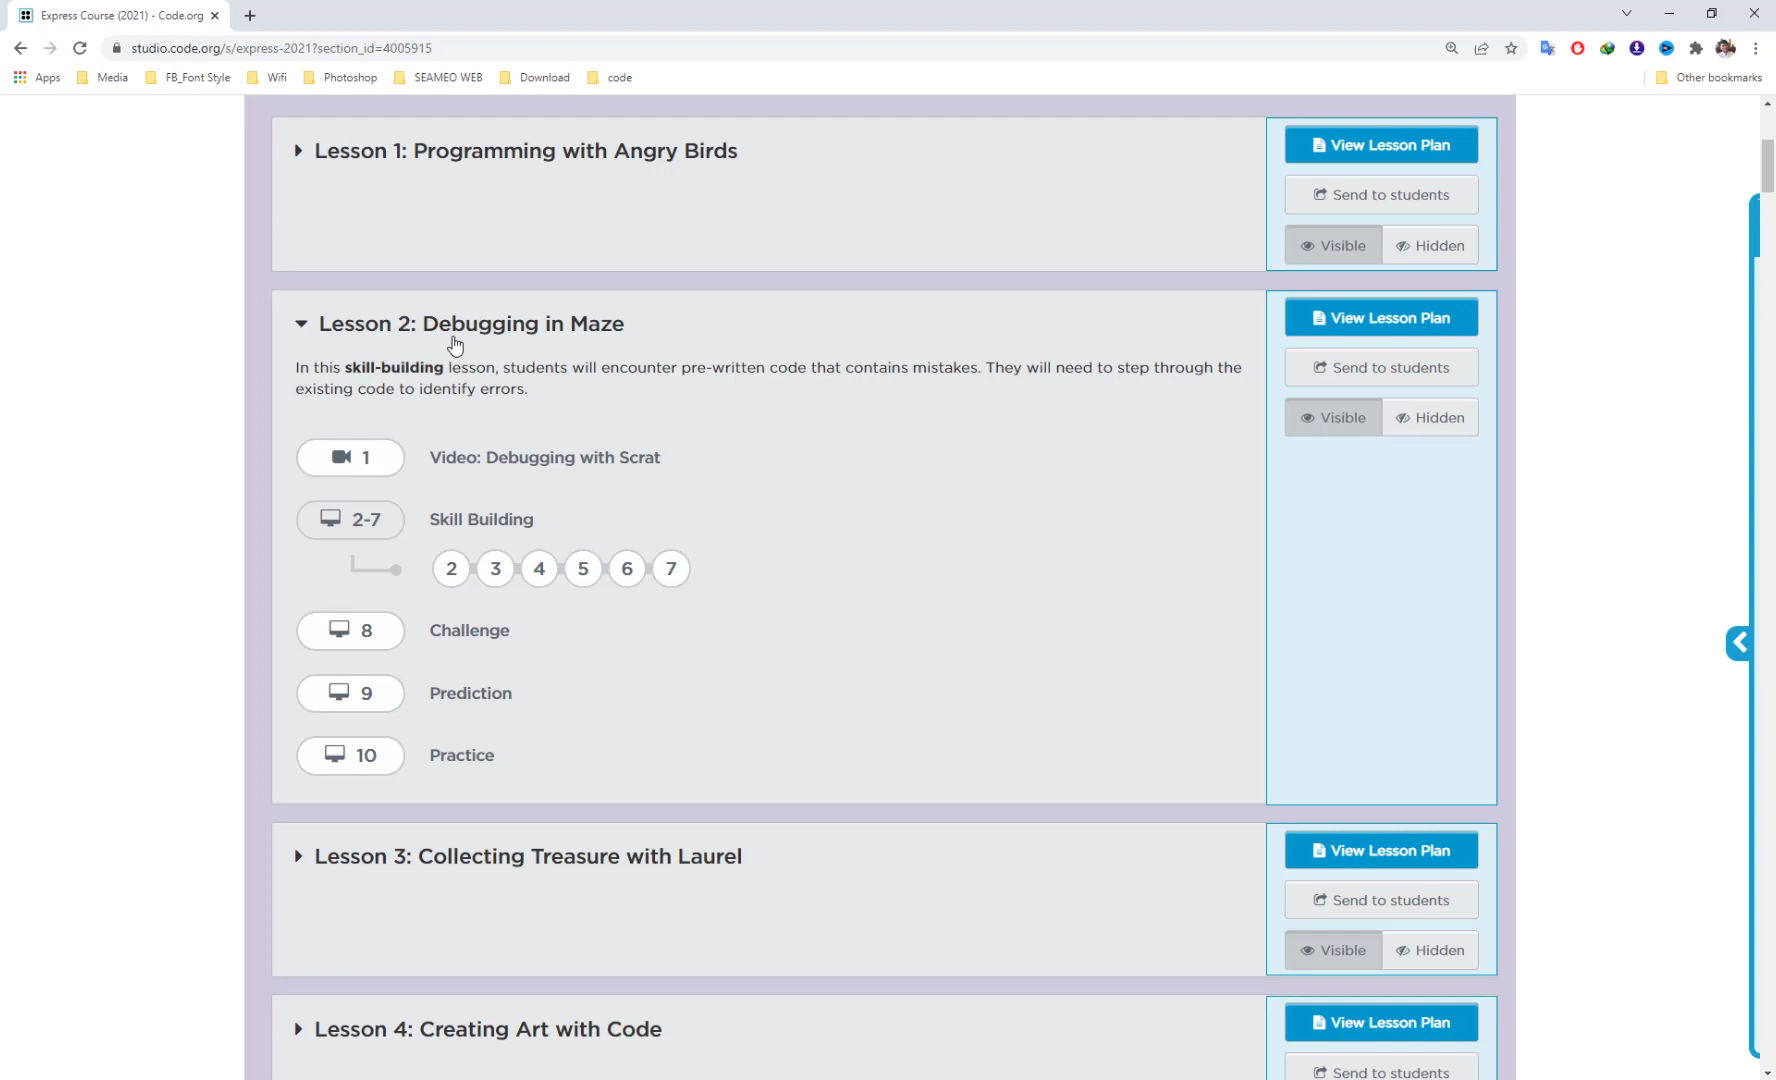 Express Course (2021) - Code.org
studio.code.org/s/express-2021?section_id=4005915
Apps Media FB_Font Style Wifi Photoshop SEAMEO WEB Download code Other bookmarks
Lesson 1: Programming with Angry Birds
View Lesson Plan
Send to students
Visible Hidden
Lesson 2: Debugging in Maze
In this skill-building lesson, students will encounter pre-written code that contains mistakes. They will need to step through the
existing code to identify errors.
View Lesson Plan
Send to students
Visible Hidden
1 Video: Debugging with Scrat
2-7 Skill Building
2 3 4 5 6 7
8 Challenge
9 Prediction
10 Practice
Lesson 3: Collecting Treasure with Laurel
View Lesson Plan
Send to students
Visible Hidden
Lesson 4: Creating Art with Code
View Lesson Plan
Send to students